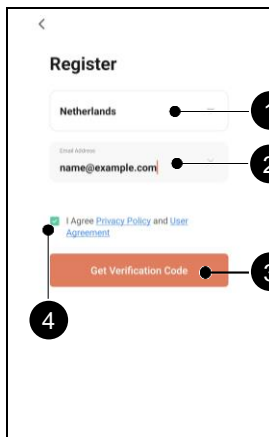 Register
Netherlands
1
Email Address
name@example.com
2
I Agree Privacy Policy and User
Agreement
Get Verification Code
3
4